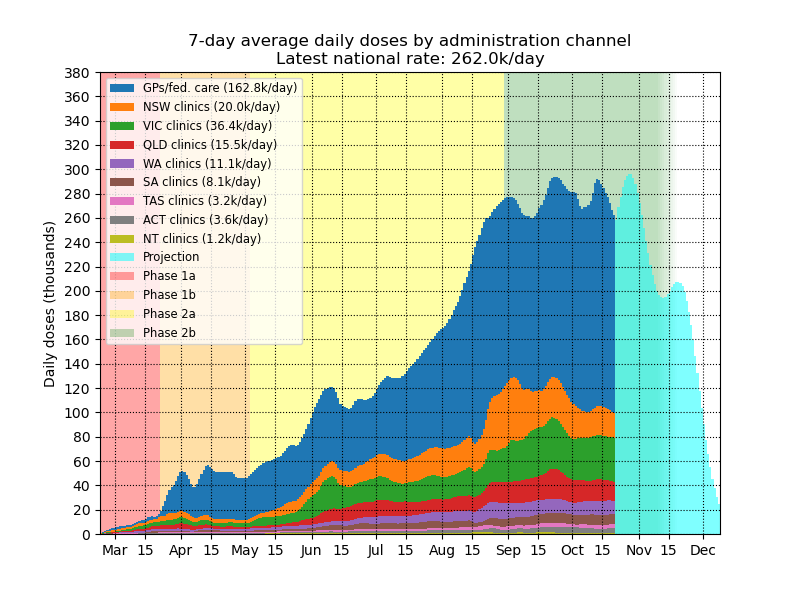 7-day average daily doses by administration channel
Latest national rate: 262.0k/day
Daily doses (thousands)
380
360
340
320
300
280
260
240
220
200
180
160
140
120
100
80
60
40
20
0
GPs/fed. care (162.8k/day)
NSW clinics (20.0k/day)
VIC clinics (36.4k/day)
QLD clinics (15.5k/day)
WA clinics (11.1k/day)
SA clinics (8.1k/day)
TAS clinics (3.2k/day)
ACT clinics (3.6k/day)
NT clinics (1.2k/day)
Projection
Phase 1a
Phase 1b
Phase 2a
Phase 2b
Mar 15 Apr 15 May 15 Jun 15 Jul 15 Aug 15 Sep 15 Oct 15 Nov 15 Dec